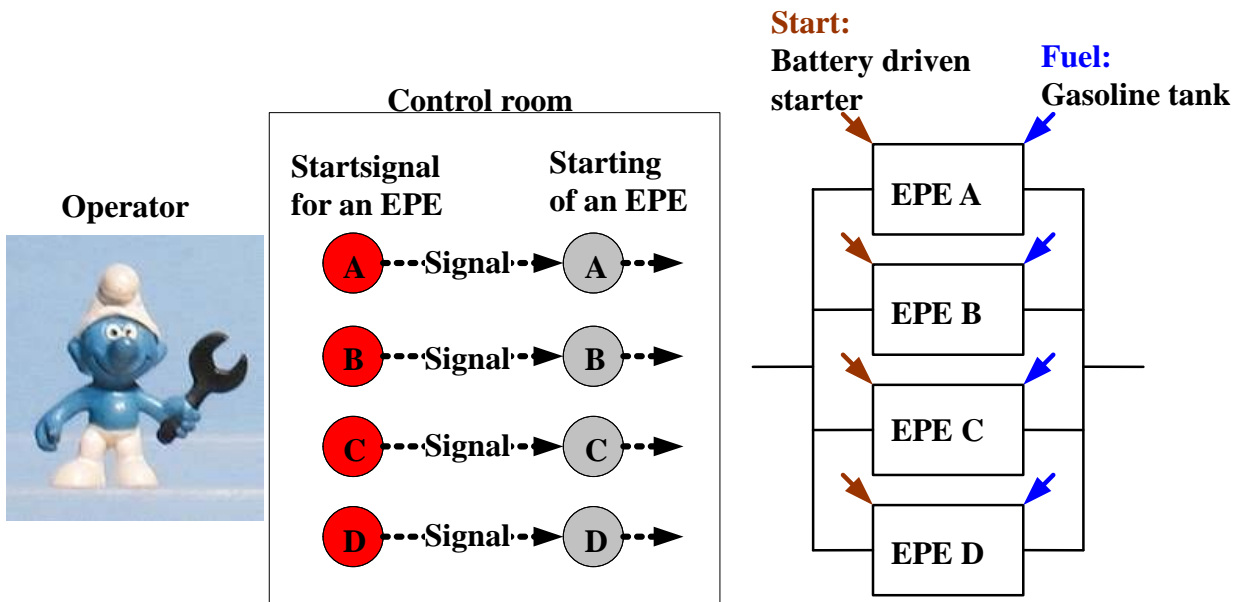 Start:
Battery driven
starter
Fuel:
Gasoline tank
Control room
Operator
Startsignal
for an EPE
Starting
of an EPE
A Signal A
B Signal B
C Signal C
D Signal D
EPE A
EPE B
EPE C
EPE D